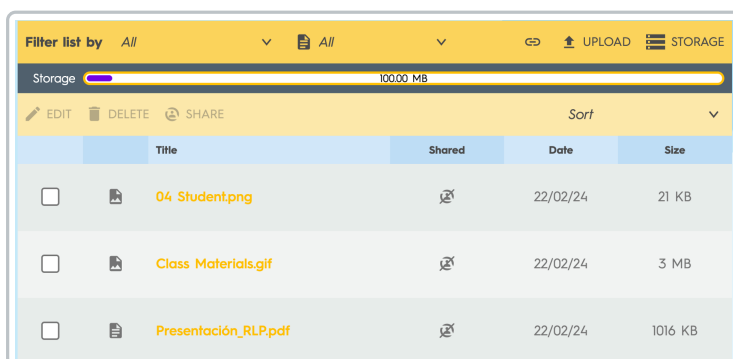 Filter list by All All UPLOAD STORAGE
Storage 100.00 MB
EDIT DELETE SHARE Sort
Title Shared Date Size
04 Student.png 22/02/24 21 KB
Class Materials.gif 22/02/24 3 MB
Presentación_RLP.pdf 22/02/24 1016 KB